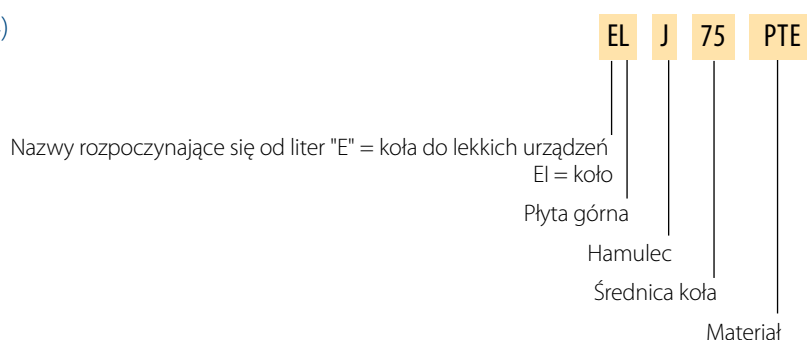 )
EL J 75 PTE
Nazwy rozpoczynające się od liter "E" = koła do lekkich urządzeń
El = koło
Płyta górna
Hamulec
Średnica koła
Materiał